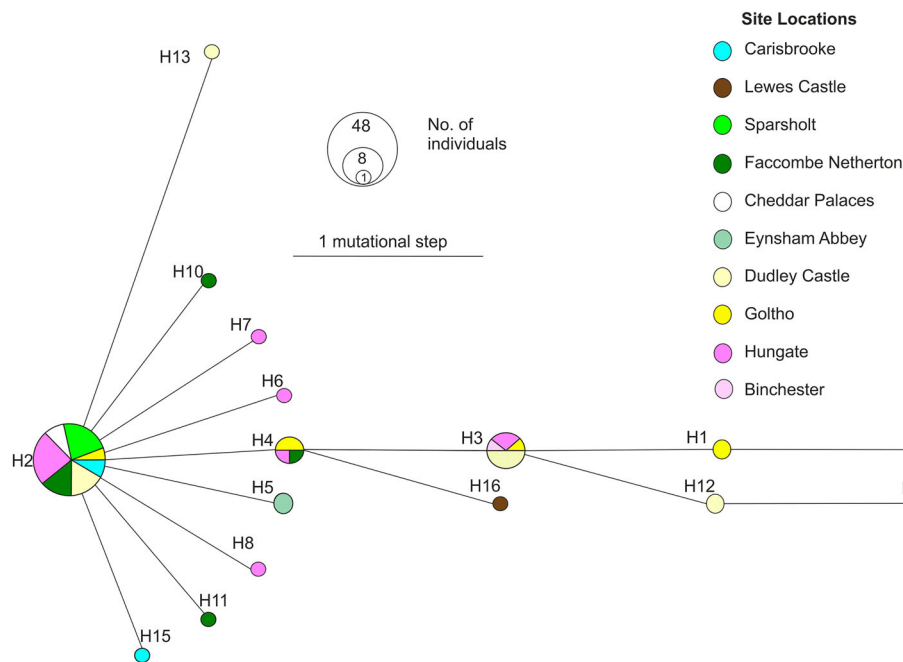 Site Locations
Carisbrooke
Lewes Castle
Sparsholt
Faccombe Netherton
Cheddar Palaces
Eynsham Abbey
Dudley Castle
Goltho
Hungate
Binchester
48
8
1
No. of
individuals
1 mutational step
H13
H10
H7
H6
H2
H4
H3
H1
H5
H16
H12
H8
H11
H15